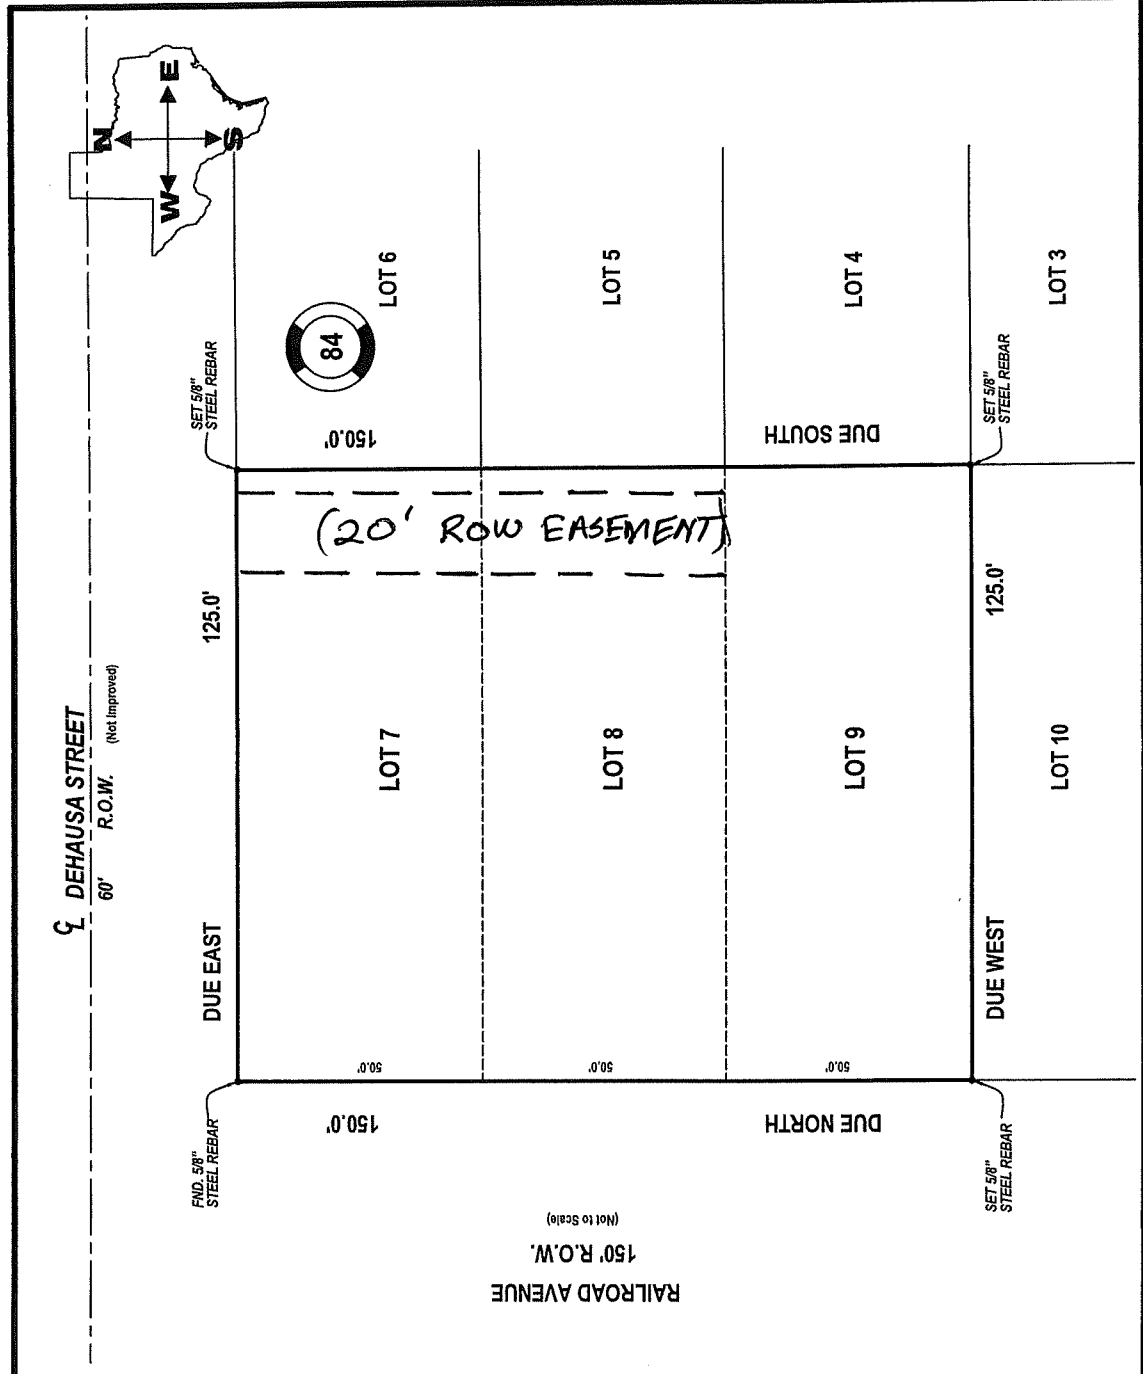 ℄ DEHAUSA STREET
60' R.O.W. (Not Improved)
N
W E
S
FND. 5/8"
STEEL REBAR
DUE EAST
125.0'
SET 5/8"
STEEL REBAR
150.0'
50.0'
LOT 7
(20' ROW EASEMENT)
150.0'
84
LOT 6
RAILROAD AVENUE
150' R.O.W.
(Not to Scale)
50.0'
LOT 8
LOT 5
DUE NORTH
50.0'
LOT 9
DUE SOUTH
LOT 4
SET 5/8"
STEEL REBAR
DUE WEST
125.0'
SET 5/8"
STEEL REBAR
LOT 10
LOT 3